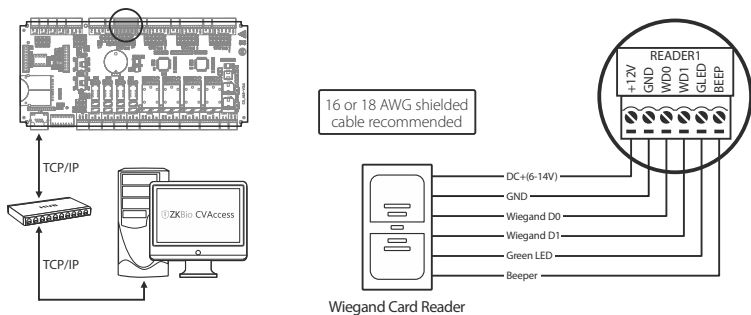 READER1
+12V
GND
WD0
WD1
GLED
BEEP
16 or 18 AWG shielded
cable recommended
TCP/IP
HUB
ZKBio CVAccess
TCP/IP
DC+(6-14V)
GND
Wiegand D0
Wiegand D1
Green LED
Beeper
Wiegand Card Reader